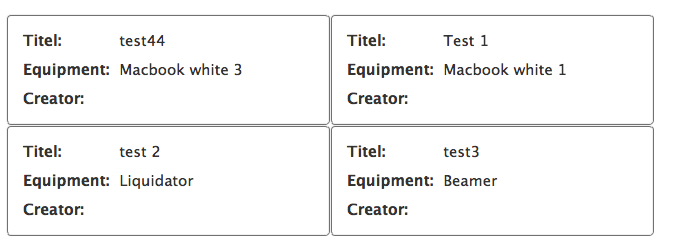 Titel: test44
Equipment: Macbook white 3
Creator:
Titel: Test 1
Equipment: Macbook white 1
Creator:
Titel: test 2
Equipment: Liquidator
Creator:
Titel: test3
Equipment: Beamer
Creator: